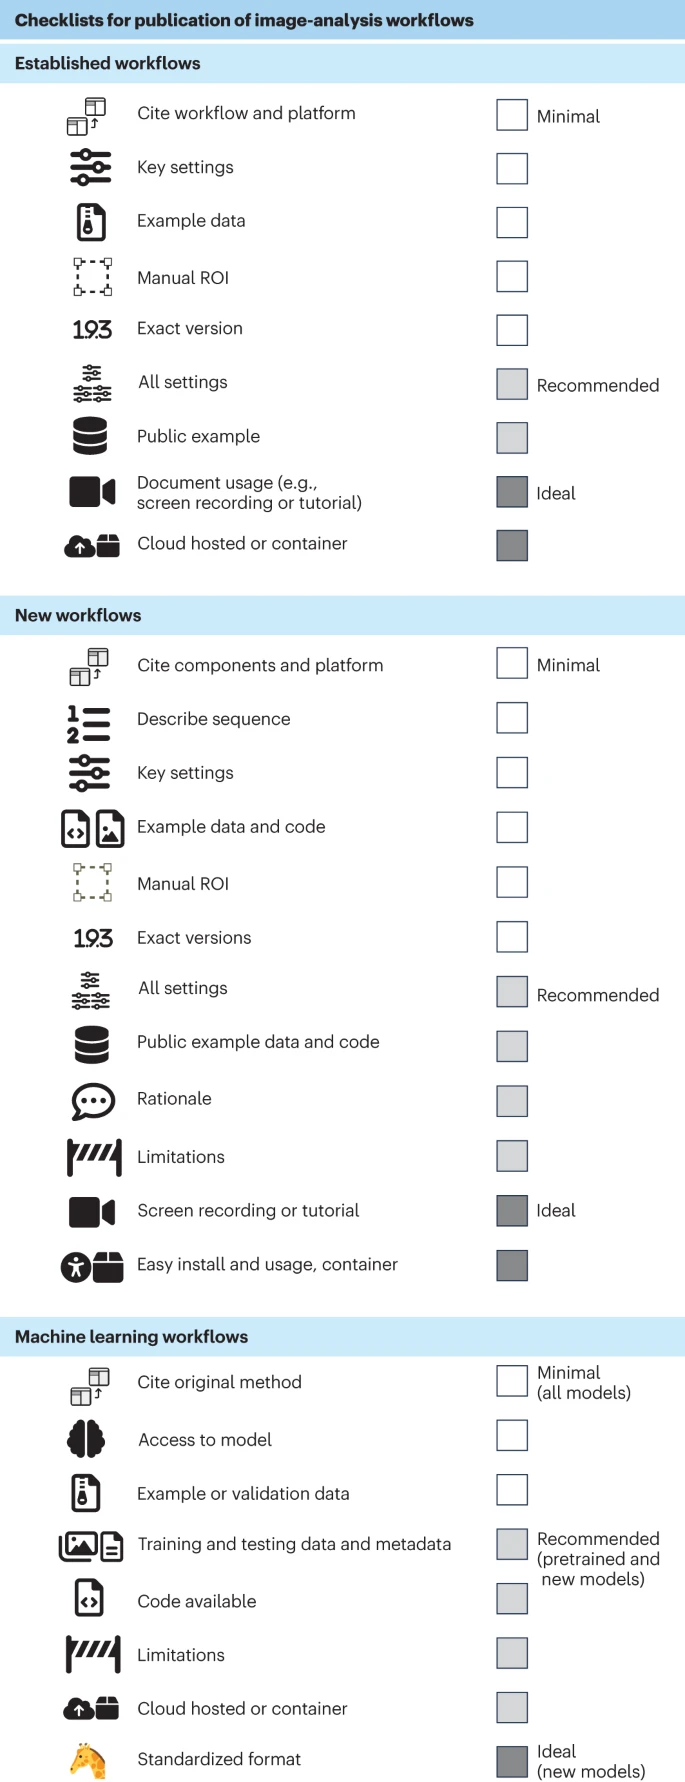 Checklists for publication of image-analysis workflows
Established workflows
Cite workflow and platform
Minimal
Key settings
Example data
Manual ROI
1.9.3
Exact version
All settings
Recommended
Public example
Document usage (e.g.,
screen recording or tutorial)
Ideal
Cloud hosted or container
New workflows
Cite components and platform
Minimal
1
2
Describe sequence
Key settings
Example data and code
Manual ROI
1.9.3
Exact versions
All settings
Recommended
Public example data and code
Rationale
Limitations
Screen recording or tutorial
Ideal
Easy install and usage, container
Machine learning workflows
Cite original method
Minimal
(all models)
Access to model
Example or validation data
Training and testing data and metadata
Recommended
(pretrained and
new models)
Code available
Limitations
Cloud hosted or container
Standardized format
Ideal
(new models)